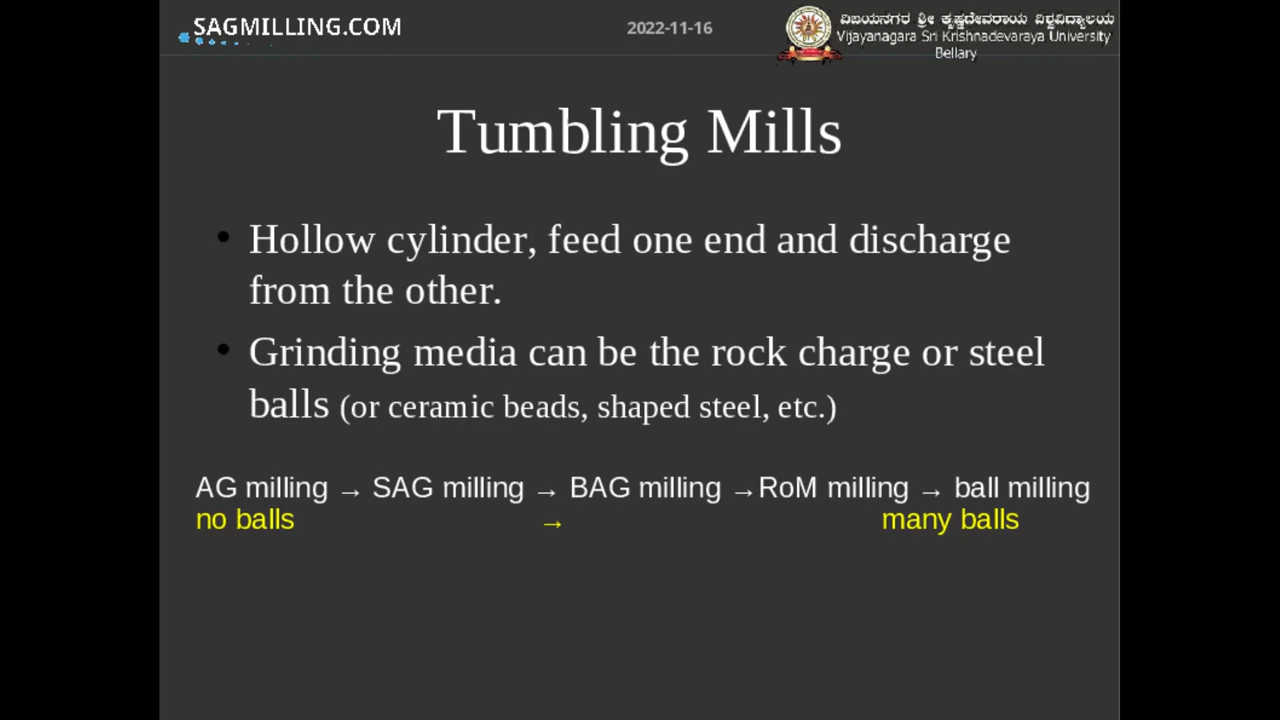 SAGMILLING.COM
2022-11-16
ವಿಜಯನಗರ ಶ್ರೀ ಕೃಷ್ಣದೇವರಾಯ ವಿಶ್ವವಿದ್ಯಾಲಯ
Vijayanagara Sri Krishnadevaraya University
Bellary
Tumbling Mills
• Hollow cylinder, feed one end and discharge
from the other.
• Grinding media can be the rock charge or steel
balls (or ceramic beads, shaped steel, etc.)
AG milling → SAG milling → BAG milling →RoM milling → ball milling
no balls → many balls